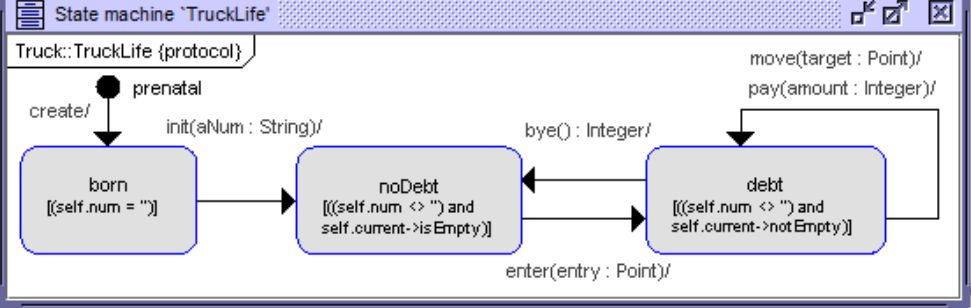 State machine `TruckLife'
Truck::TruckLife {protocol}
prenatal
create/
init(aNum : String)/
bye() : Integer/
move(target : Point)/
pay(amount : Integer)/
born
[(self.num = '')]
noDebt
[((self.num <> '') and
self.current->isEmpty)]
debt
[((self.num <> '') and
self.current->notEmpty)]
enter(entry : Point)/